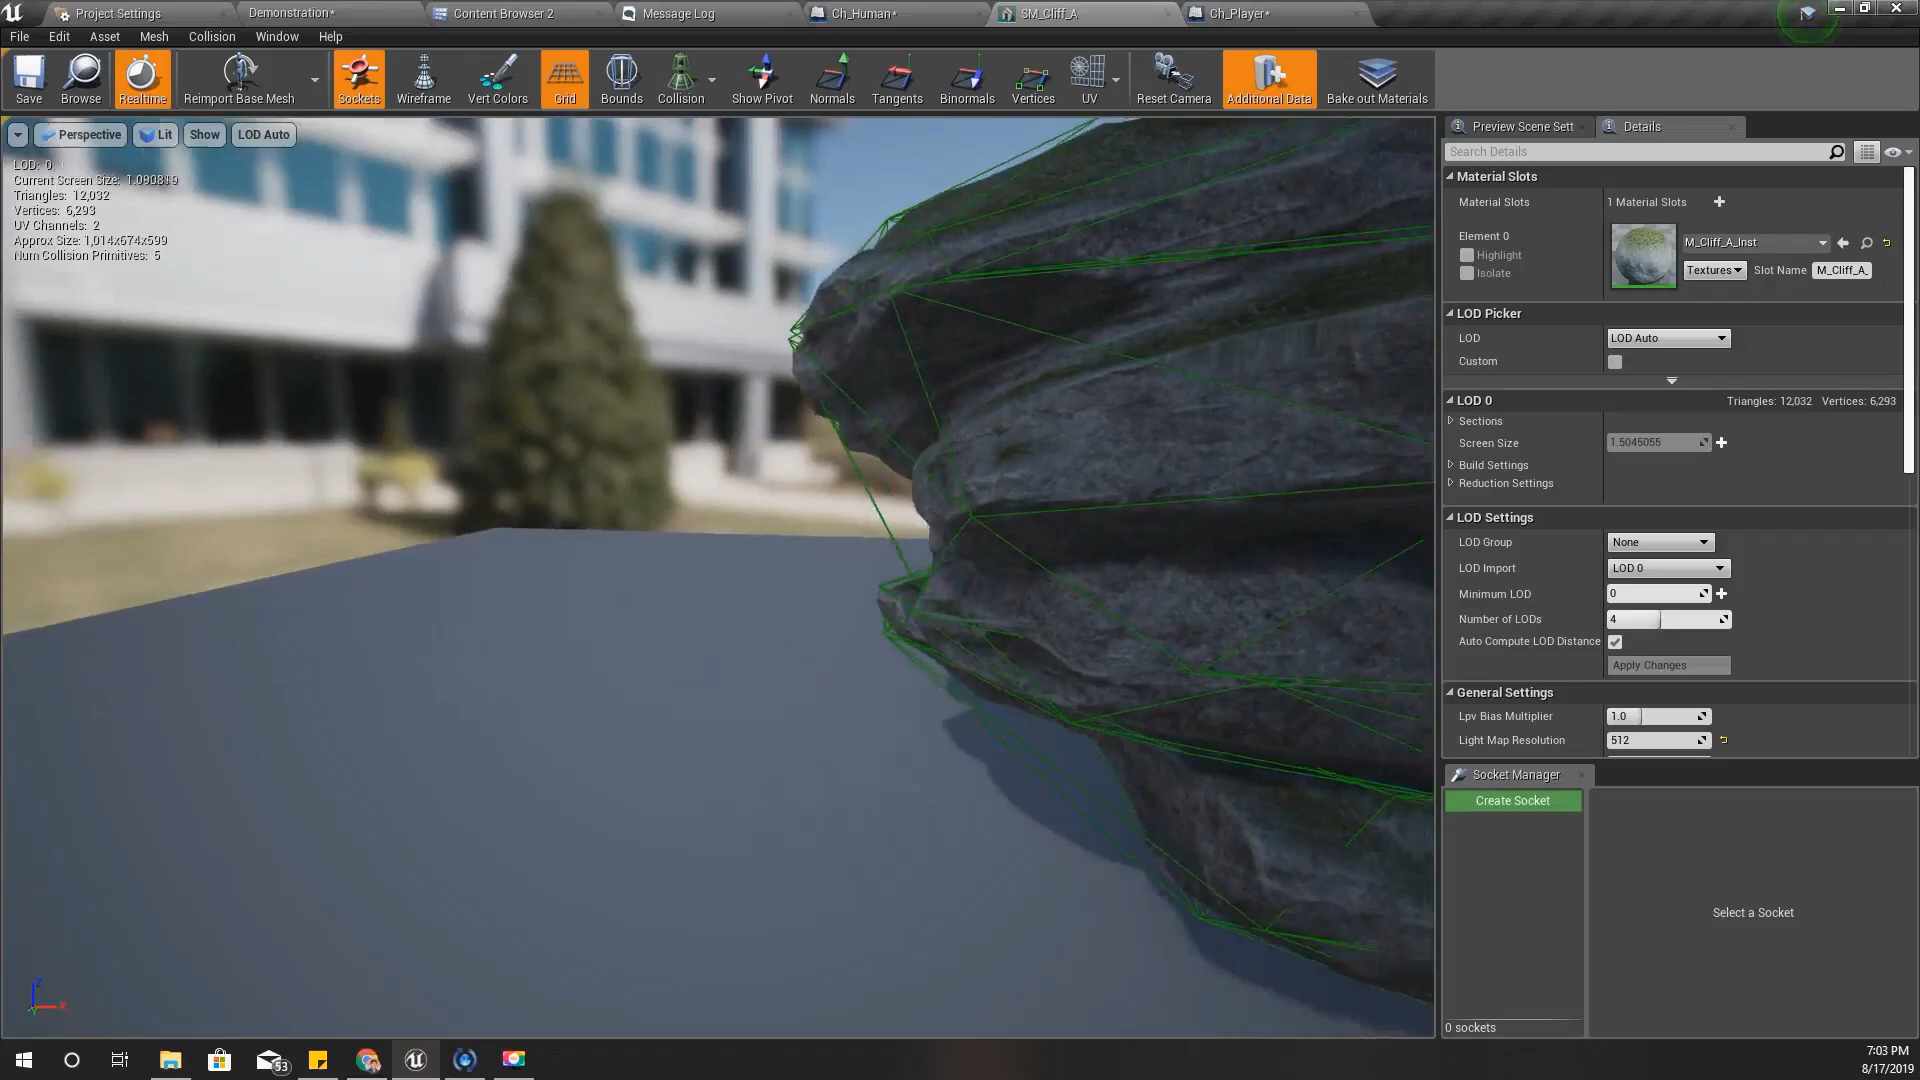 Project Settings
Demonstration*
Content Browser 2
Message Log
Ch_Human*
SM_Cliff_A
Ch_Player*
File Edit Asset Mesh Collision Window Help
Save Browse Realtime Reimport Base Mesh Sockets Wireframe Vert Colors Grid Bounds Collision Show Pivot Normals Tangents Binormals Vertices UV Reset Camera Additional Data Bake out Materials
Perspective Lit Show LOD Auto
LOD: 0
Current Screen Size: 1.090815
Triangles: 12,032
Vertices: 6,293
UV Channels: 2
Approx Size: 1,014x674x599
Num Collision Primitives: 5
Z
X
Preview Scene Sett
Details
Search Details
Material Slots
Material Slots 1 Material Slots
Element 0
Highlight
Isolate
M_Cliff_A_Inst
Textures Slot Name M_Cliff_A_
LOD Picker
LOD LOD Auto
Custom
LOD 0 Triangles: 12,032 Vertices: 6,293
Sections
Screen Size 1.5045055
Build Settings
Reduction Settings
LOD Settings
LOD Group None
LOD Import LOD 0
Minimum LOD 0
Number of LODs 4
Auto Compute LOD Distance
Apply Changes
General Settings
Lpv Bias Multiplier 1.0
Light Map Resolution 512
Socket Manager
Create Socket
Select a Socket
0 sockets
53
7:03 PM
8/17/2019